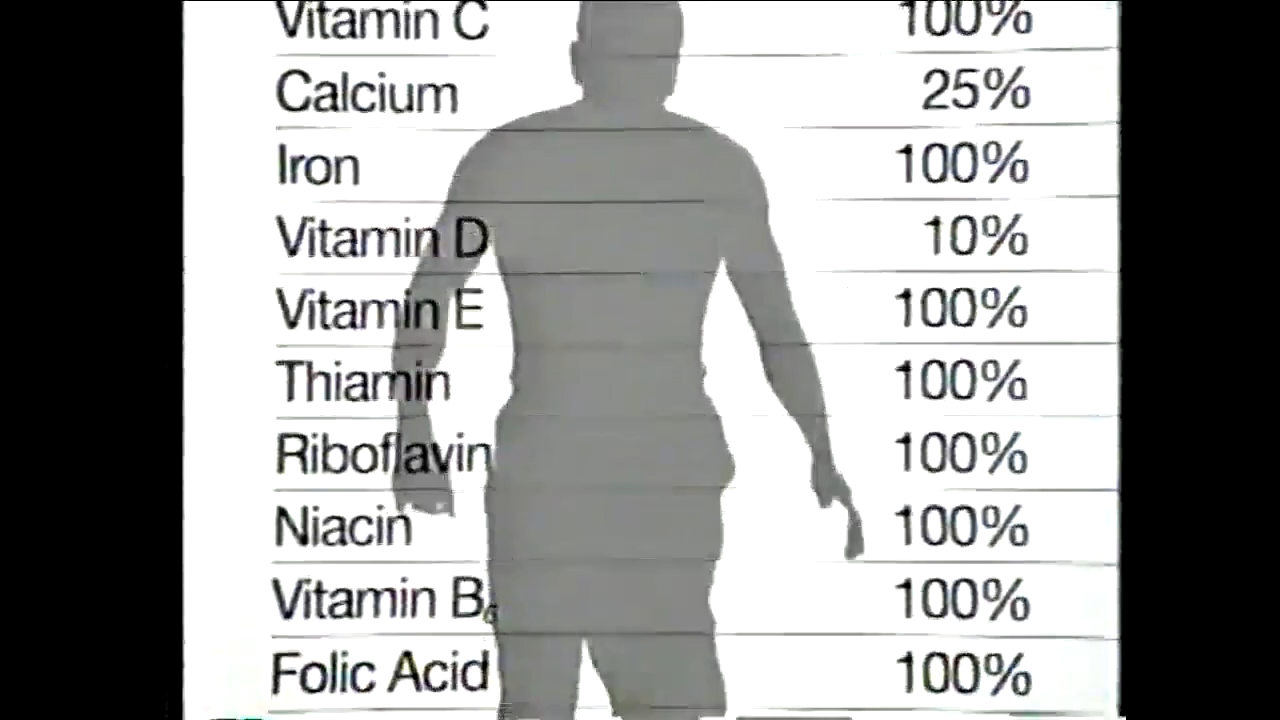 Vitamin C 100%
Calcium 25%
Iron 100%
Vitamin D 10%
Vitamin E 100%
Thiamin 100%
Riboflavin 100%
Niacin 100%
Vitamin B₆ 100%
Folic Acid 100%